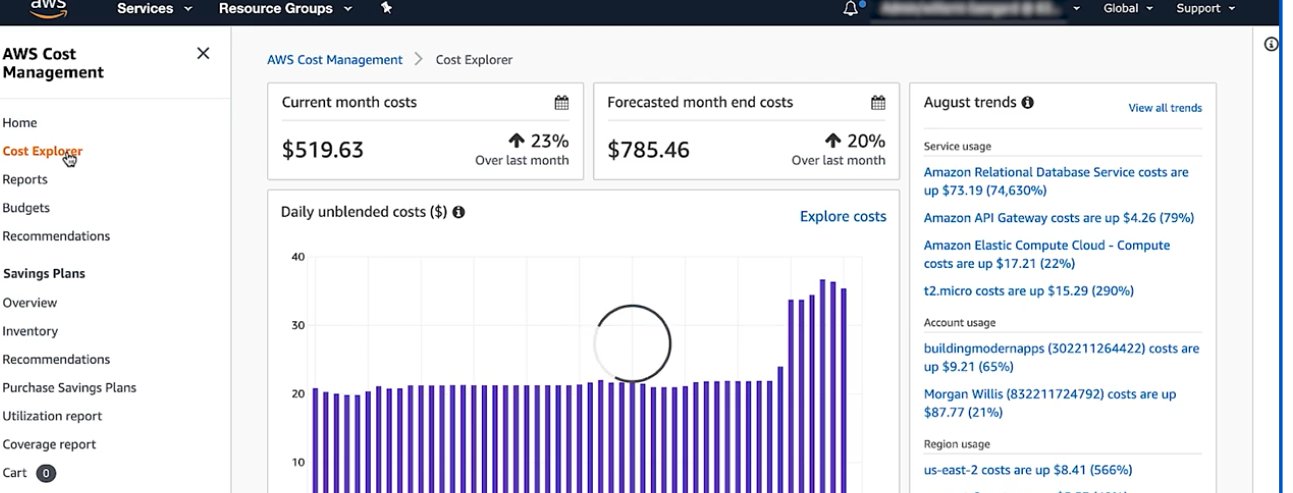 aws
Services
Resource Groups
Global
Support
AWS Cost
Management
Home
Cost Explorer
Reports
Budgets
Recommendations
Savings Plans
Overview
Inventory
Recommendations
Purchase Savings Plans
Utilization report
Coverage report
Cart 0
AWS Cost Management > Cost Explorer
Current month costs
$519.63
23%
Over last month
Forecasted month end costs
$785.46
20%
Over last month
Daily unblended costs ($)
Explore costs
40
30
20
10
August trends
View all trends
Service usage
Amazon Relational Database Service costs are
up $73.19 (74,630%)
Amazon API Gateway costs are up $4.26 (79%)
Amazon Elastic Compute Cloud - Compute
costs are up $17.21 (22%)
t2.micro costs are up $15.29 (290%)
Account usage
buildingmodernapps (302211264422) costs are
up $9.21 (65%)
Morgan Willis (832211724792) costs are up
$87.77 (21%)
Region usage
us-east-2 costs are up $8.41 (566%)